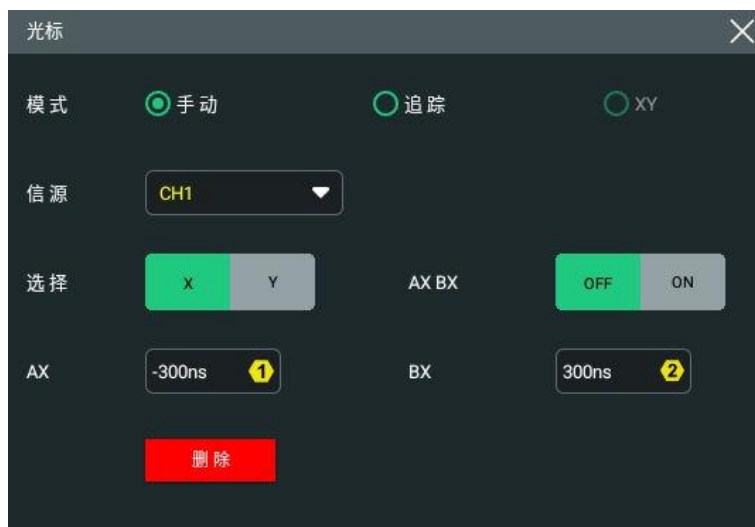 光标
模式 手动 追踪 XY
信源 CH1
选择 X Y AX BX OFF ON
AX -300ns 1 BX 300ns 2
删除